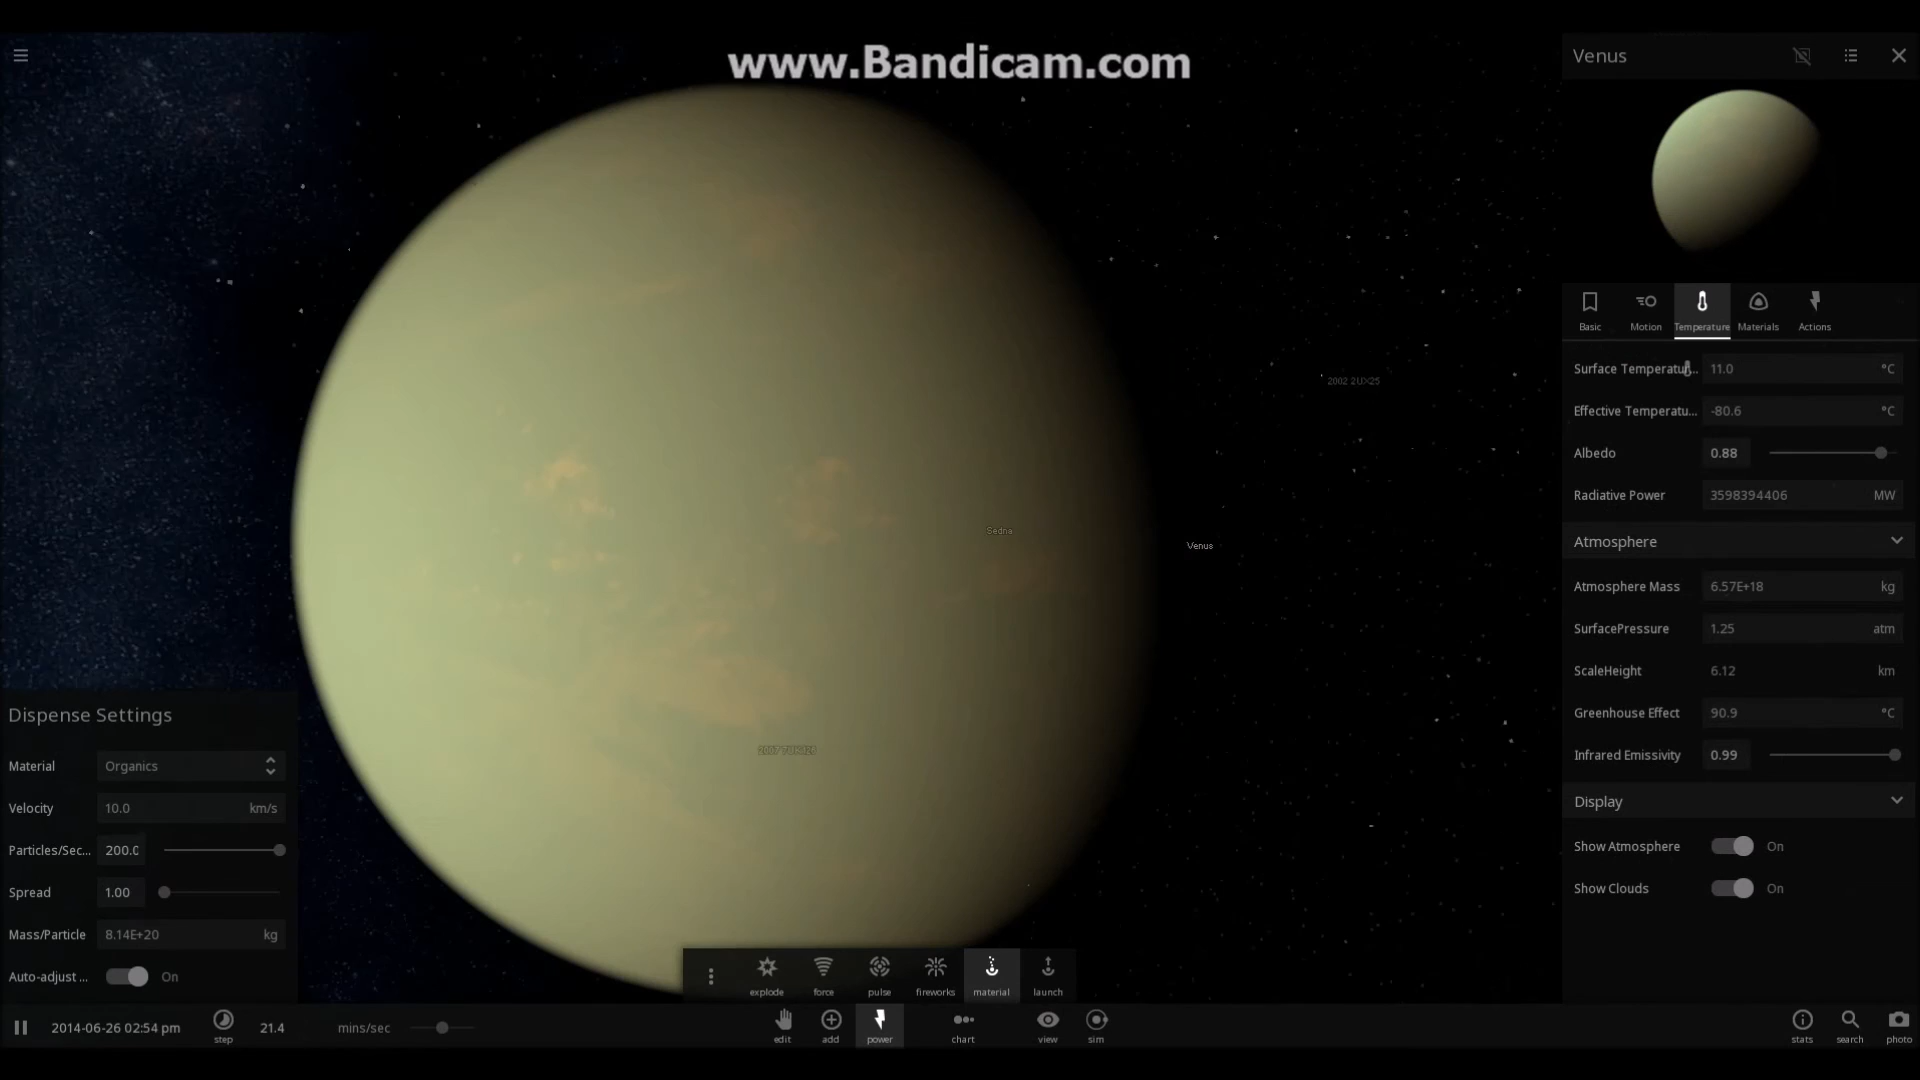 www.Bandicam.com
Venus
Basic
Motion
Temperature
Materials
Actions
Surface Temperatur... 11.0 °C
Effective Temperatu... -80.6 °C
Albedo 0.88
Radiative Power 3598394406 MW
Atmosphere
Atmosphere Mass 6.57E+18 kg
SurfacePressure 1.25 atm
ScaleHeight 6.12 km
Greenhouse Effect 90.9 °C
Infrared Emissivity 0.99
Display
Show Atmosphere On
Show Clouds On
2002 2UX25
Sedna
Venus
Dispense Settings
Material Organics
Velocity 10.0 km/s
Particles/Sec... 200.0
Spread 1.00
Mass/Particle 8.14E+20 kg
Auto-adjust ... On
explode
force
pulse
fireworks
material
launch
2014-06-26 02:54 pm
step
21.4 mins/sec
edit
add
power
chart
view
sim
stats
search
photo